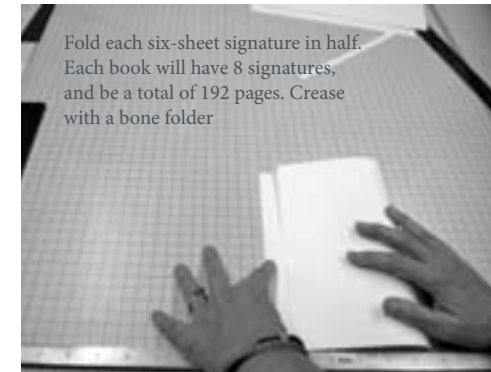 Fold each six-sheet signature in half.
Each book will have 8 signatures,
and be a total of 192 pages. Crease
with a bone folder